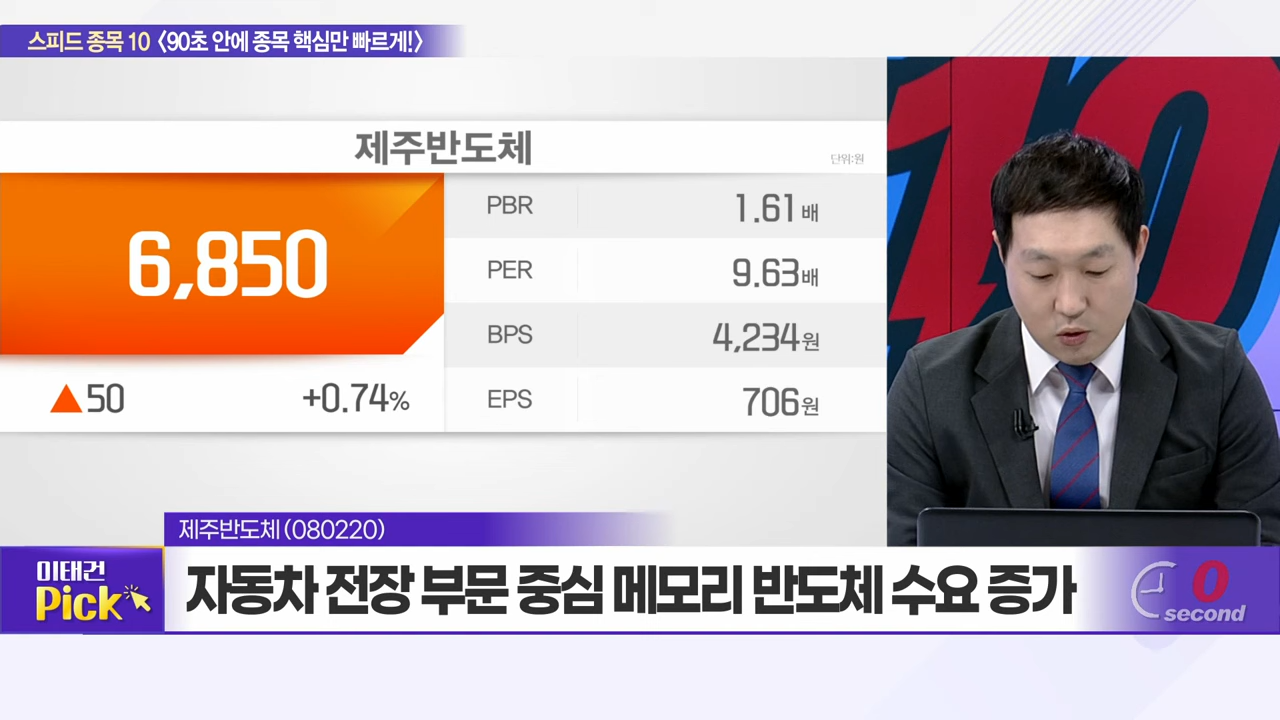 스피드 종목 10 <90초 안에 종목 핵심만 빠르게!>
제주반도체
단위:원
6,850
▲50 +0.74%
PBR 1.61배
PER 9.63배
BPS 4,234원
EPS 706원
10
제주반도체(080220)
이태건
Pick
자동차 전장 부문 중심 메모리 반도체 수요 증가
0
second